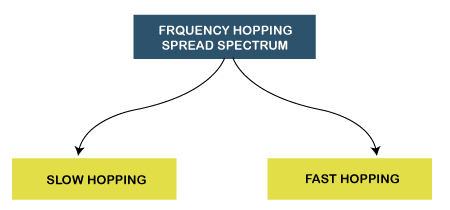 FRQUENCY HOPPING
SPREAD SPECTRUM
SLOW HOPPING
FAST HOPPING